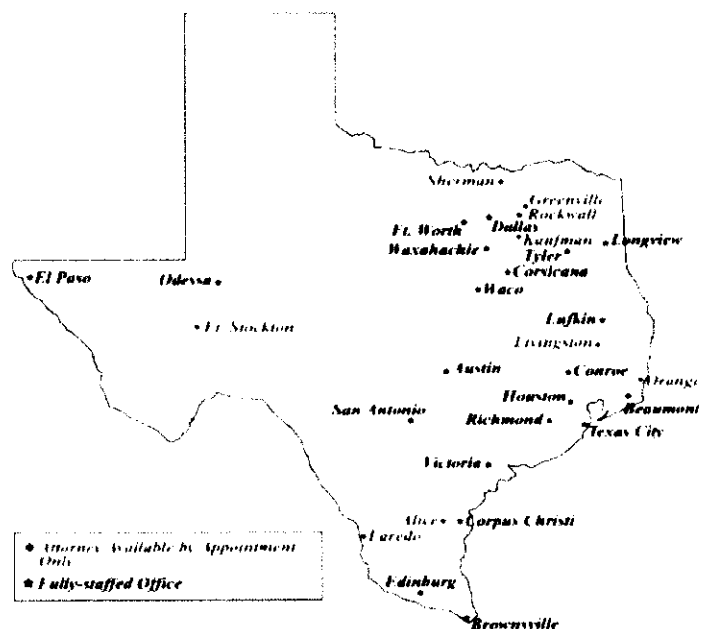 Sherman
Greenville
Rockwall
Dallas
Ft. Worth
Kaufman
Longview
Waxahachie
Tyler
Corsicana
El Paso
Odessa
Waco
Ft. Stockton
Lufkin
Livingston
Austin
Conroe
Orange
Houston
Beaumont
San Antonio
Richmond
Texas City
Victoria
Alice
Corpus Christi
Laredo
Attorney Available by Appointment
Only
Fully-staffed Office
Edinburg
Brownsville